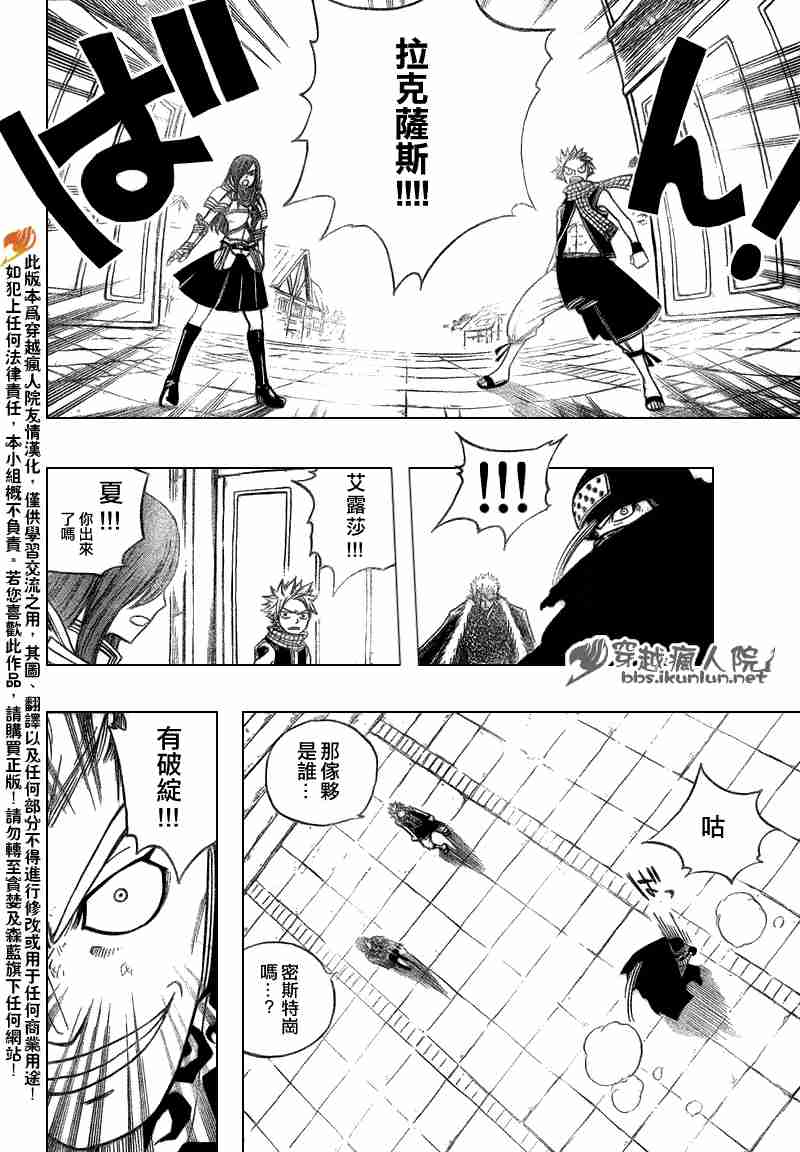 ばん!
拉克薩斯!!!!
!!!
艾露莎!!!
夏!!!
你出來
了嗎
咕
那傢夥
是誰…
密斯特崗
嗎…?
有破綻!!!
穿越瘋人院
bbs.ikunlun.net
此版本爲穿越瘋人院友情漢化，僅供學習交流之用，其圖、翻譯以及任何部分不得進行修改或用于任何商業用途！
如犯上任何法律責任，本小組概不負責。若您喜歡此作品，請購買正版！請勿轉至貪婪及森藍旗下任何網站！